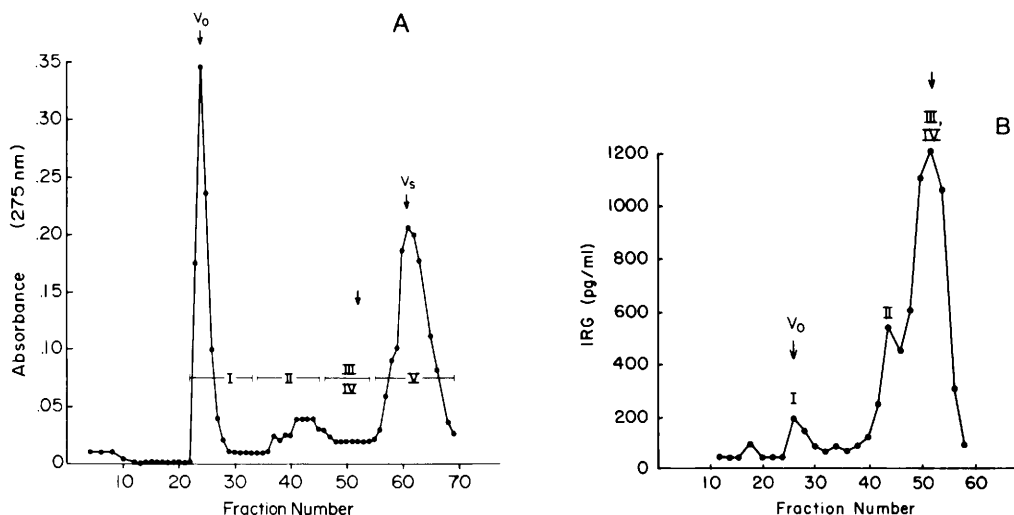 V₀
A
.35
.30
.25
.20
.15
.10
.05
0
Absorbance (275 nm)
Vₛ
I
II
III
IV
V
10 20 30 40 50 60 70
Fraction Number
B
III,
IV
1200
1000
800
600
400
200
0
IRG (pg/ml)
II
V₀
I
10 20 30 40 50 60
Fraction Number